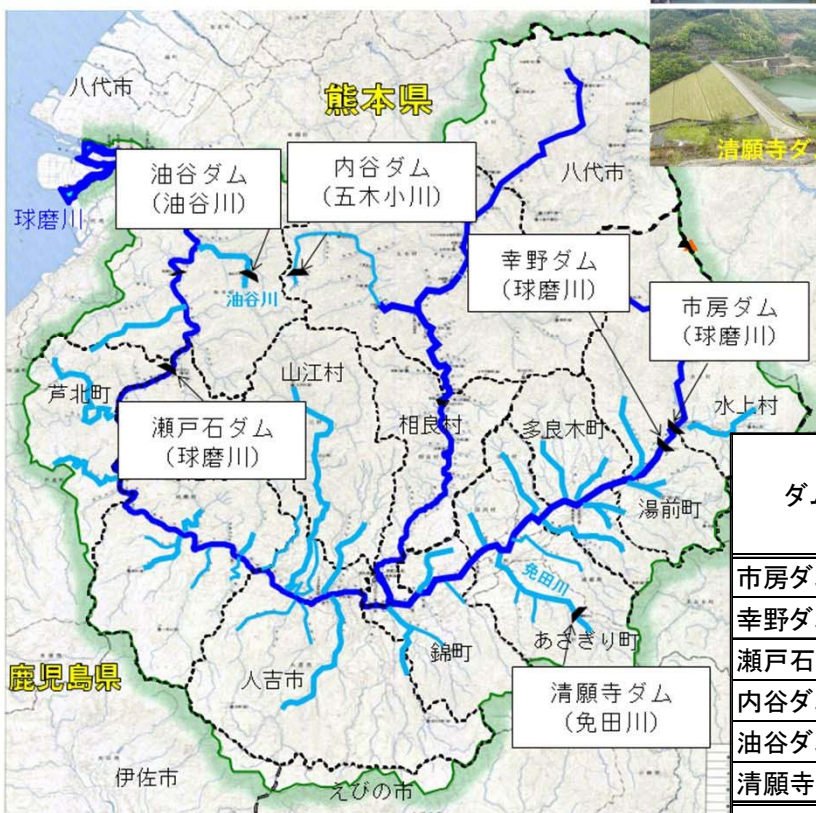 清願寺ダ
八代市
熊本県
八代市
油谷ダム
(油谷川)
内谷ダム
(五木小川)
球磨川
幸野ダム
(球磨川)
市房ダム
(球磨川)
油谷川
山江村
芦北町
相良村
多良木町
水上村
瀬戸石ダム
(球磨川)
湯前町
免田川
あさぎり町
錦町
鹿児島県
人吉市
清願寺ダム
(免田川)
伊佐市
えびの市
ダム
市房ダ
幸野ダ
瀬戸石
内谷ダ
油谷ダ
清願寺